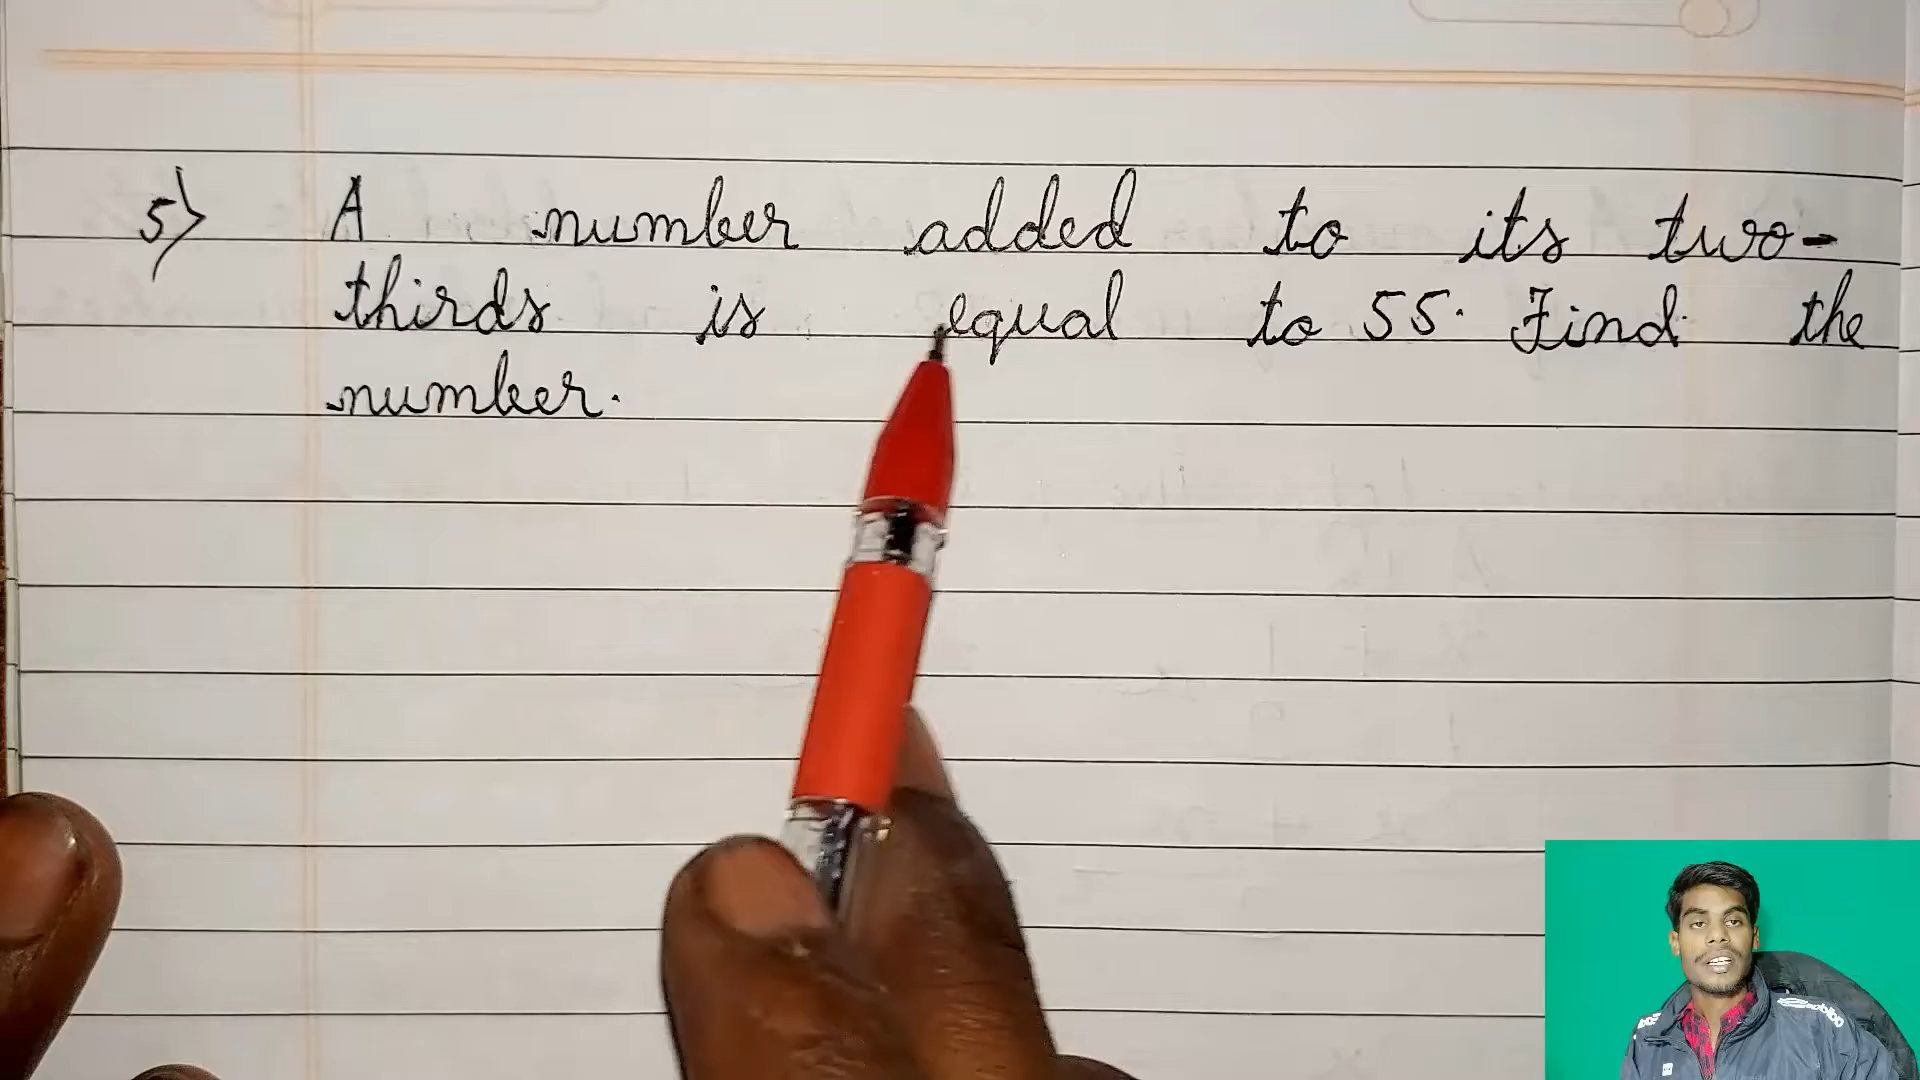 5) A number added to its two-
thirds is equal to 55. Find the
number.